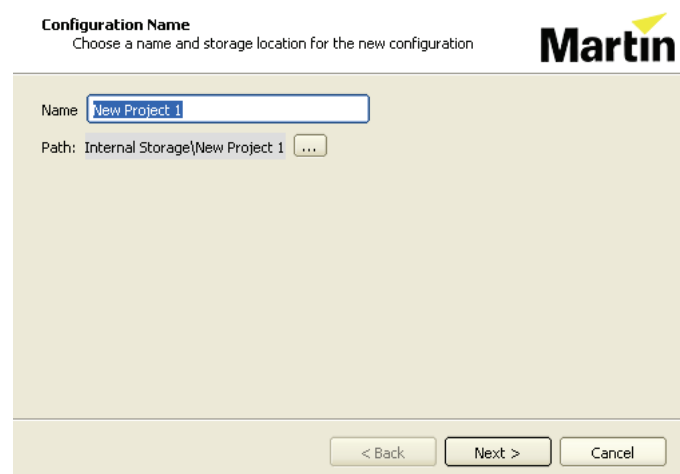 Configuration Name
Choose a name and storage location for the new configuration
Martin
Name New Project 1
Path: Internal Storage\New Project 1 ...
< Back Next > Cancel